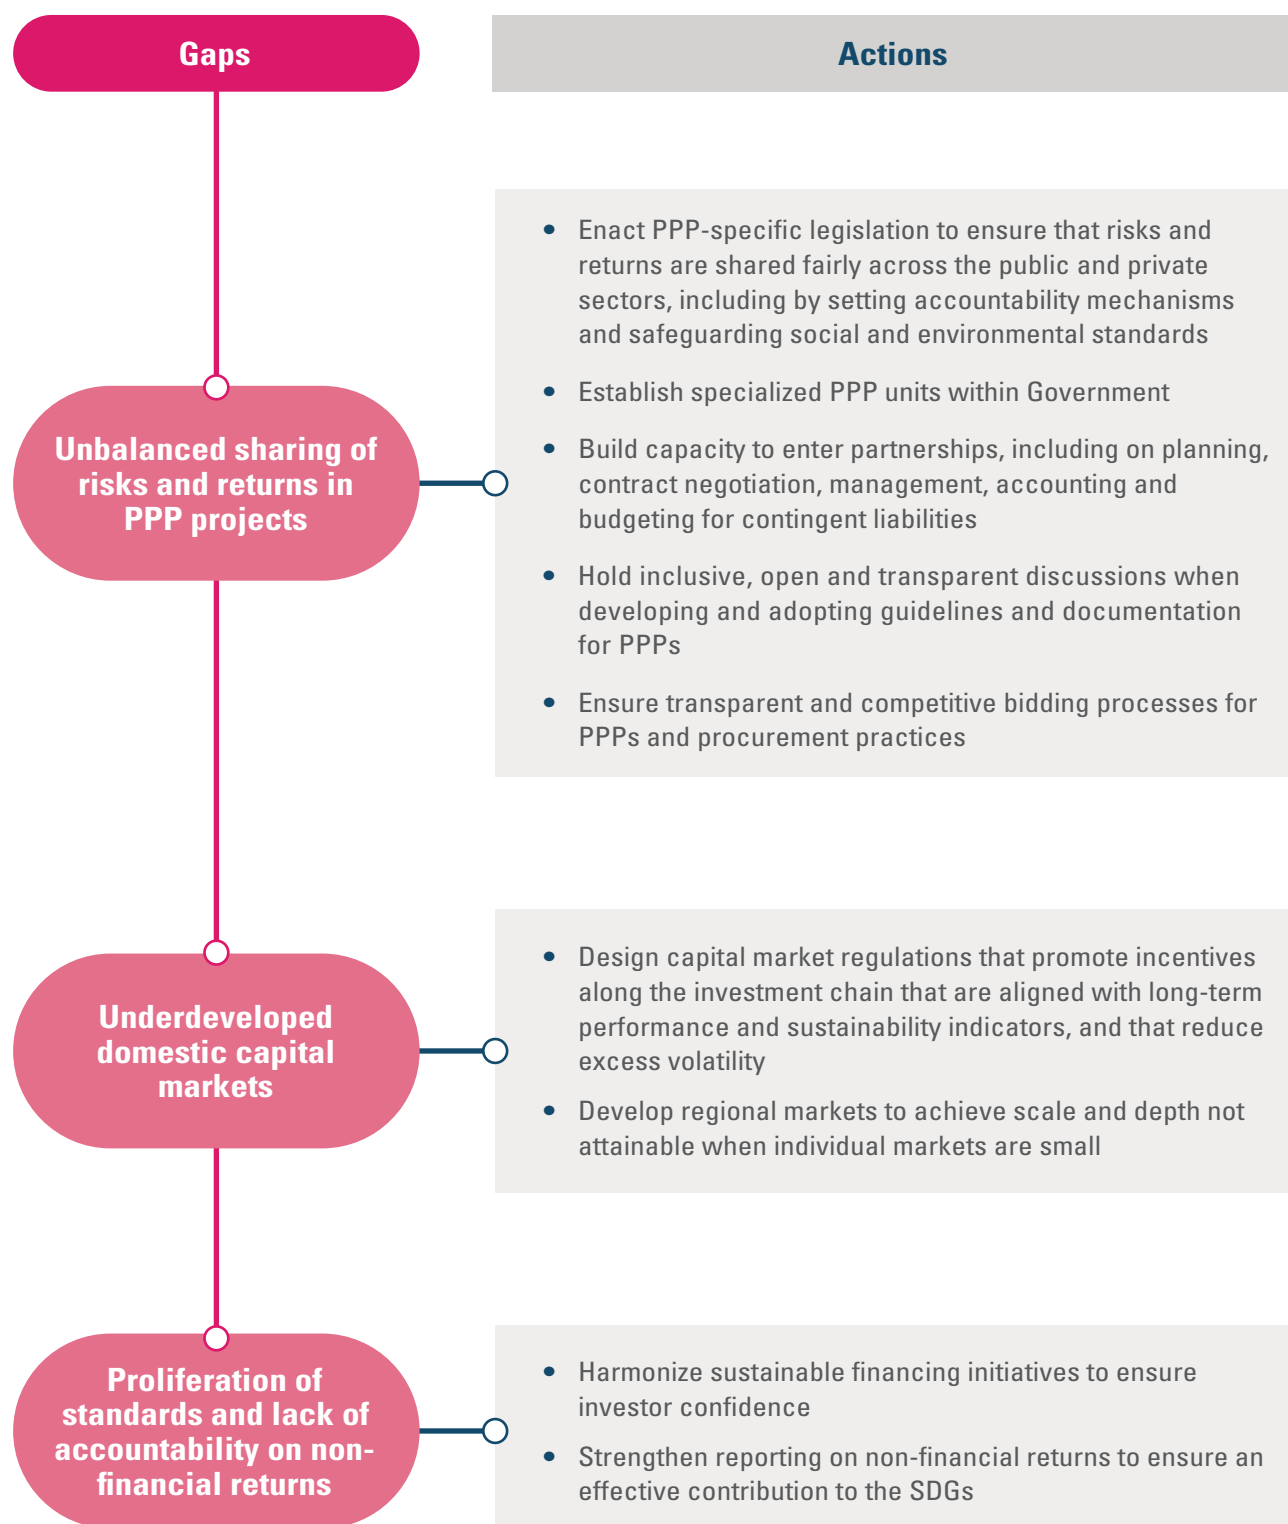 Gaps
Actions
Unbalanced sharing of
risks and returns in
PPP projects
• Enact PPP-specific legislation to ensure that risks and
returns are shared fairly across the public and private
sectors, including by setting accountability mechanisms
and safeguarding social and environmental standards
• Establish specialized PPP units within Government
• Build capacity to enter partnerships, including on planning,
contract negotiation, management, accounting and
budgeting for contingent liabilities
• Hold inclusive, open and transparent discussions when
developing and adopting guidelines and documentation
for PPPs
• Ensure transparent and competitive bidding processes for
PPPs and procurement practices
Underdeveloped
domestic capital
markets
• Design capital market regulations that promote incentives
along the investment chain that are aligned with long-term
performance and sustainability indicators, and that reduce
excess volatility
• Develop regional markets to achieve scale and depth not
attainable when individual markets are small
Proliferation of
standards and lack of
accountability on non-
financial returns
• Harmonize sustainable financing initiatives to ensure
investor confidence
• Strengthen reporting on non-financial returns to ensure an
effective contribution to the SDGs